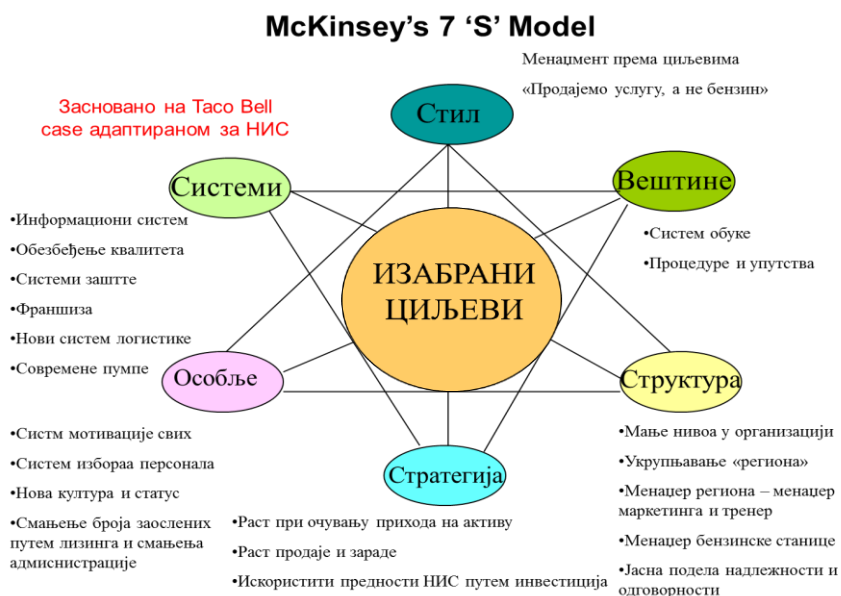 McKinsey’s 7 ‘S’ Model
Менаџмент према циљевима
«Продајемо услугу, а не бензин»
Засновано на Taco Bell
case адаптираном за НИС
Стил
Системи
Вештине
•Информациони систем
•Обезбеђење квалитета
•Системи заштте
•Франшиза
•Нови систем логистике
•Современе пумпе
•Систем обуке
•Процедуре и упутства
ИЗАБРАНИ
ЦИЉЕВИ
Особље
Структура
•Систм мотивације свих
•Систем избораа персонала
•Нова култура и статус
•Смањење броја заослених
путем лизинга и смањења
адмиснистрације
Стратегија
•Раст при очувању прихода на активу
•Раст продаје и зараде
•Искористити предности НИС путем инвестиција
•Мање нивоа у организацији
•Укрупњавање «региона»
•Менаџер региона – менаџер
маркетинга и тренер
•Менаџер бензинске станице
•Јасна подела надлежности и
одговорности